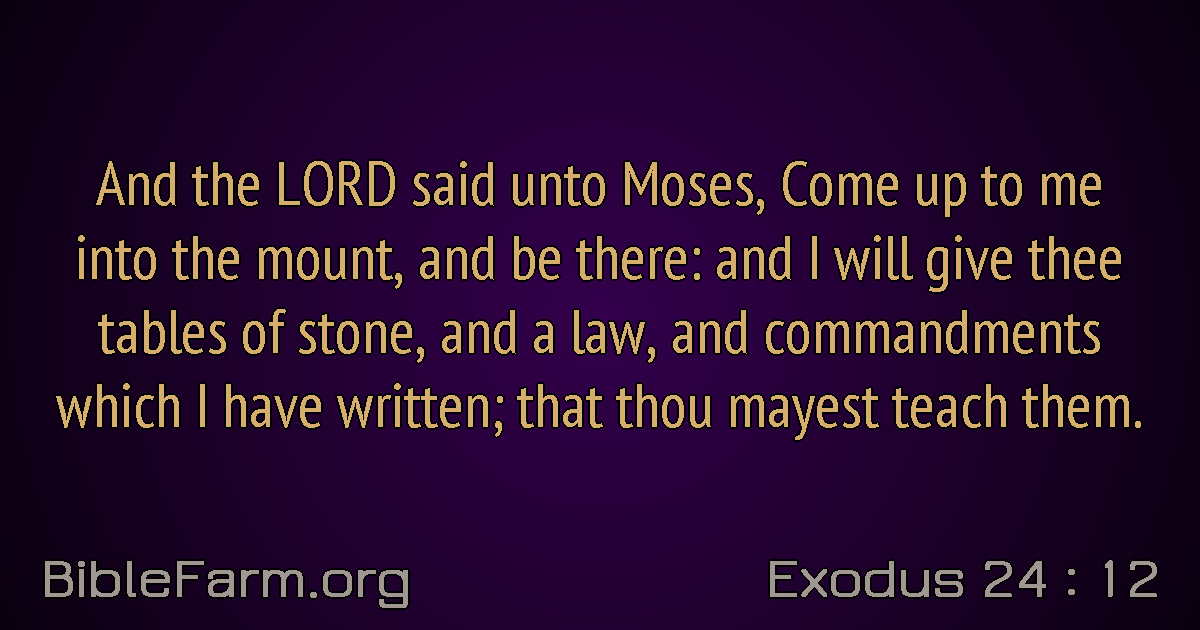 And the LORD said unto Moses, Come up to me
into the mount, and be there: and I will give thee
tables of stone, and a law, and commandments
which I have written; that thou mayest teach them.
BibleFarm.org
Exodus 24 : 12